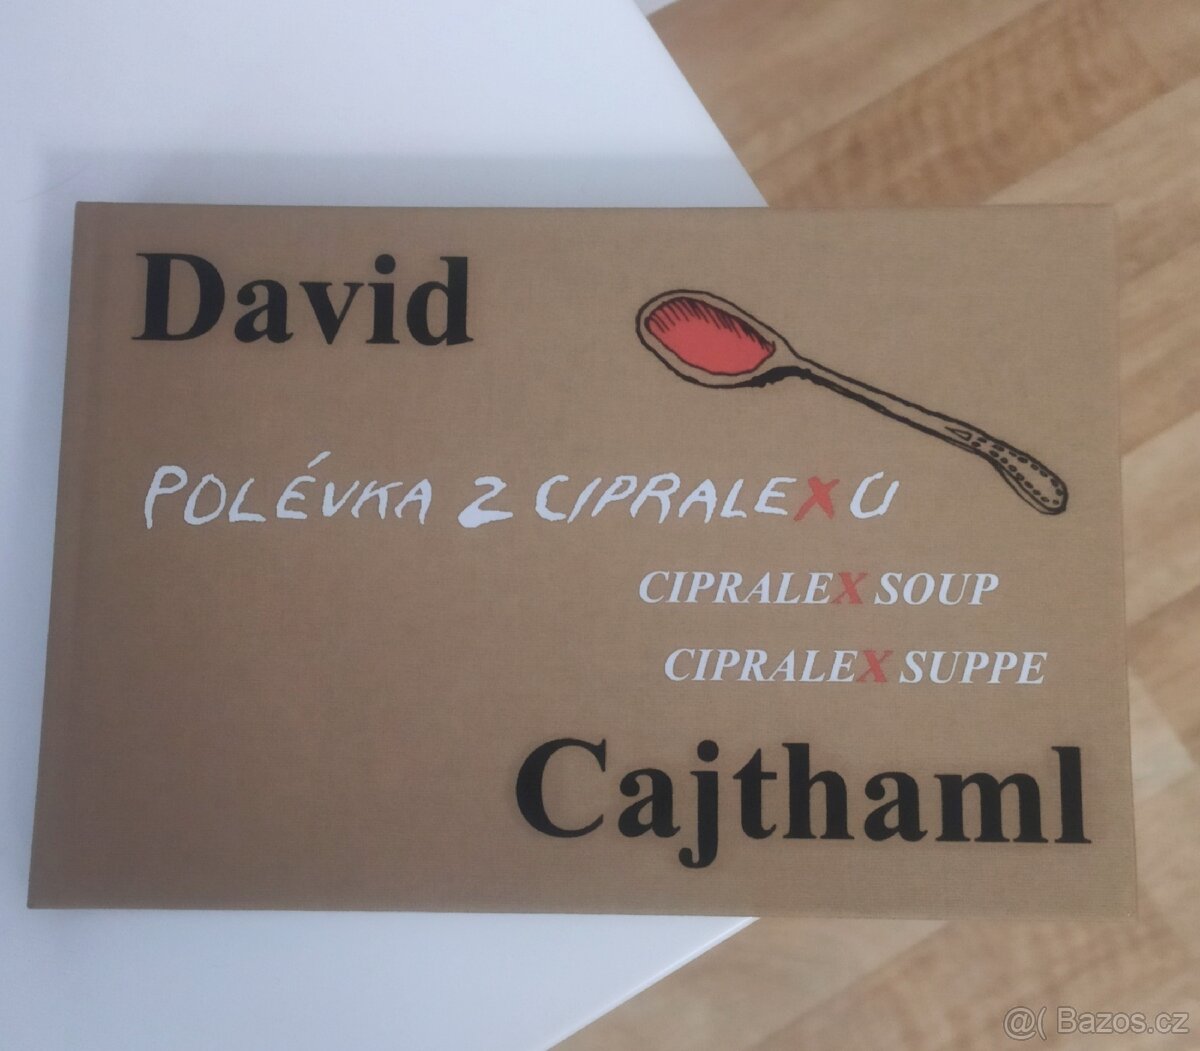 David
POLÉVKA Z CIPRALEXU
CIPRALEX SOUP
CIPRALEX SUPPE
Cajthaml
@( Bazos.cz